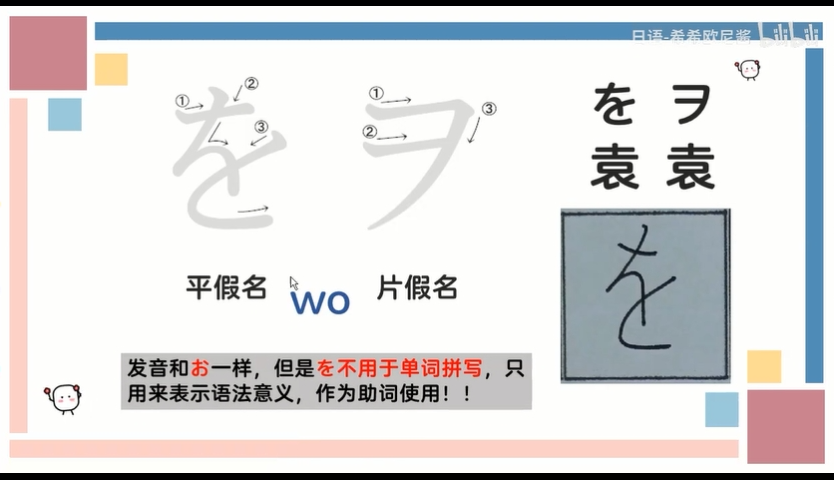 日语-希希欧尼酱 bilibili
① ② ③
を
① ② ③
ヲ
を ヲ
袁 袁
を
平假名 wo 片假名
发音和お一样，但是を不用于单词拼写，只
用来表示语法意义，作为助词使用！！